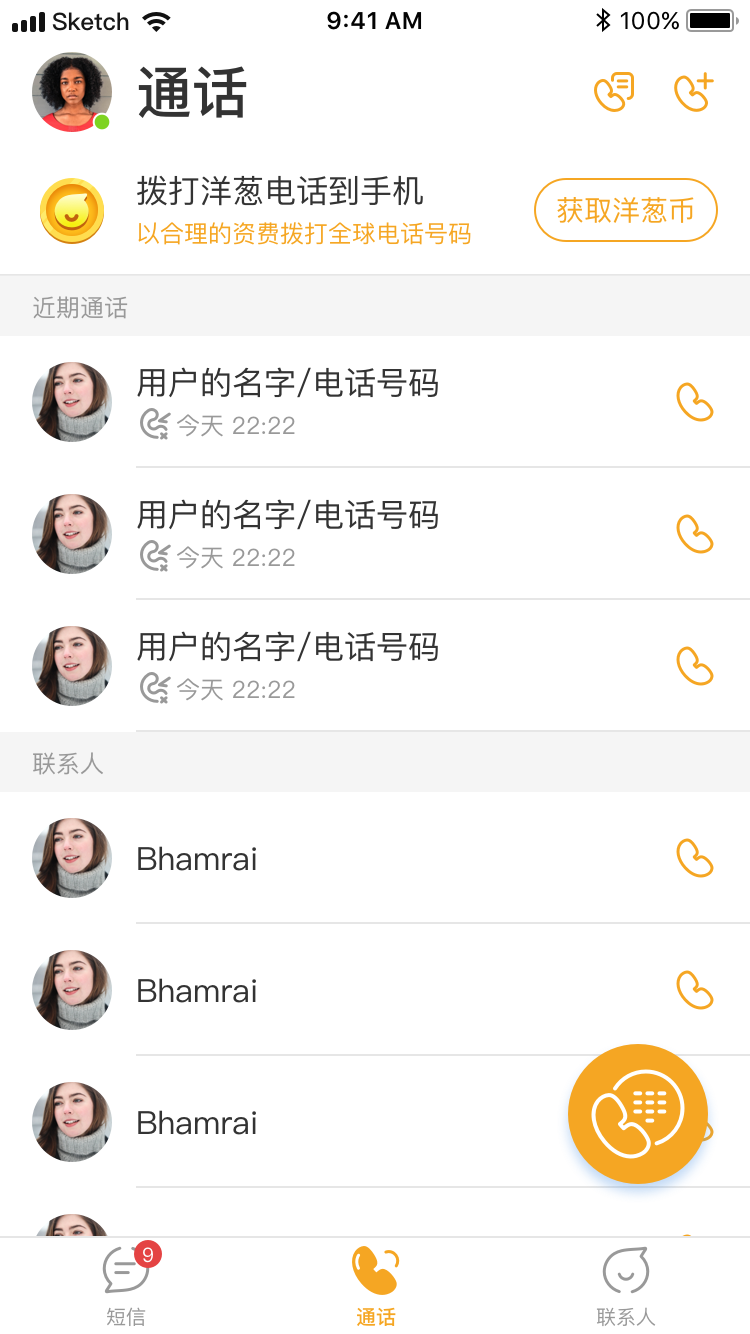 Sketch 9:41 AM 100%
通话
拨打洋葱电话到手机
以合理的资费拨打全球电话号码
获取洋葱币
近期通话
用户的名字/电话号码
今天 22:22
用户的名字/电话号码
今天 22:22
用户的名字/电话号码
今天 22:22
联系人
Bhamrai
Bhamrai
Bhamrai
9
短信 通话 联系人